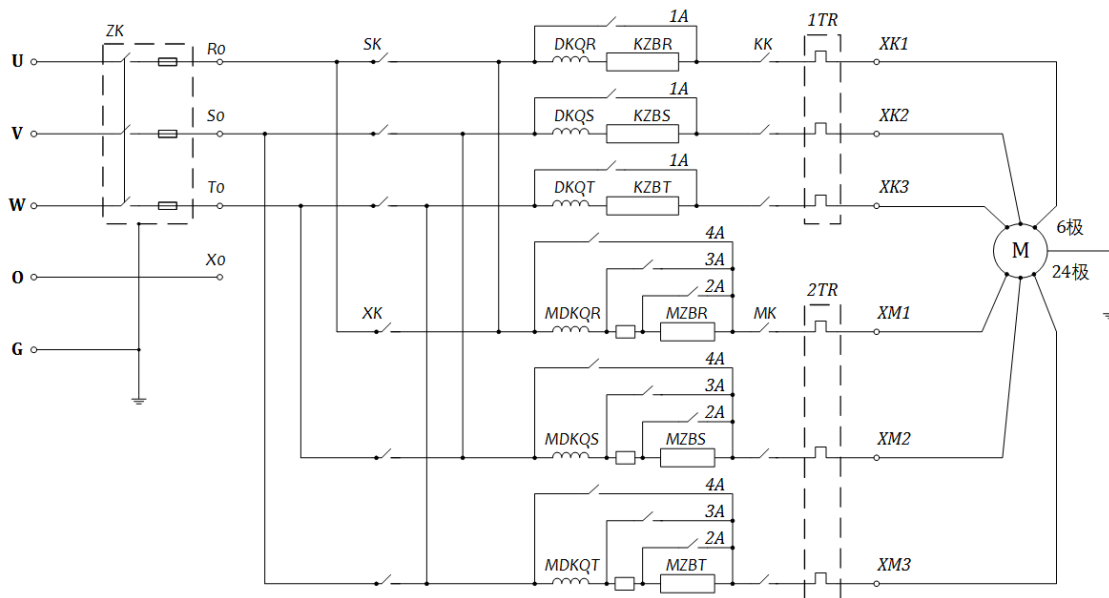 ZK
1A
1TR
Ro
SK
DKQR
KZBR
KK
XK1
U
1A
So
DKQS
KZBS
XK2
V
1A
To
DKQT
KZBT
XK3
W
6极
4A
M
Xo
3A
24极
O
2A
2TR
XK
MDKQR
MZBR
MK
XM1
G
4A
3A
2A
MDKQS
MZBS
XM2
4A
3A
2A
MDKQT
MZBT
XM3